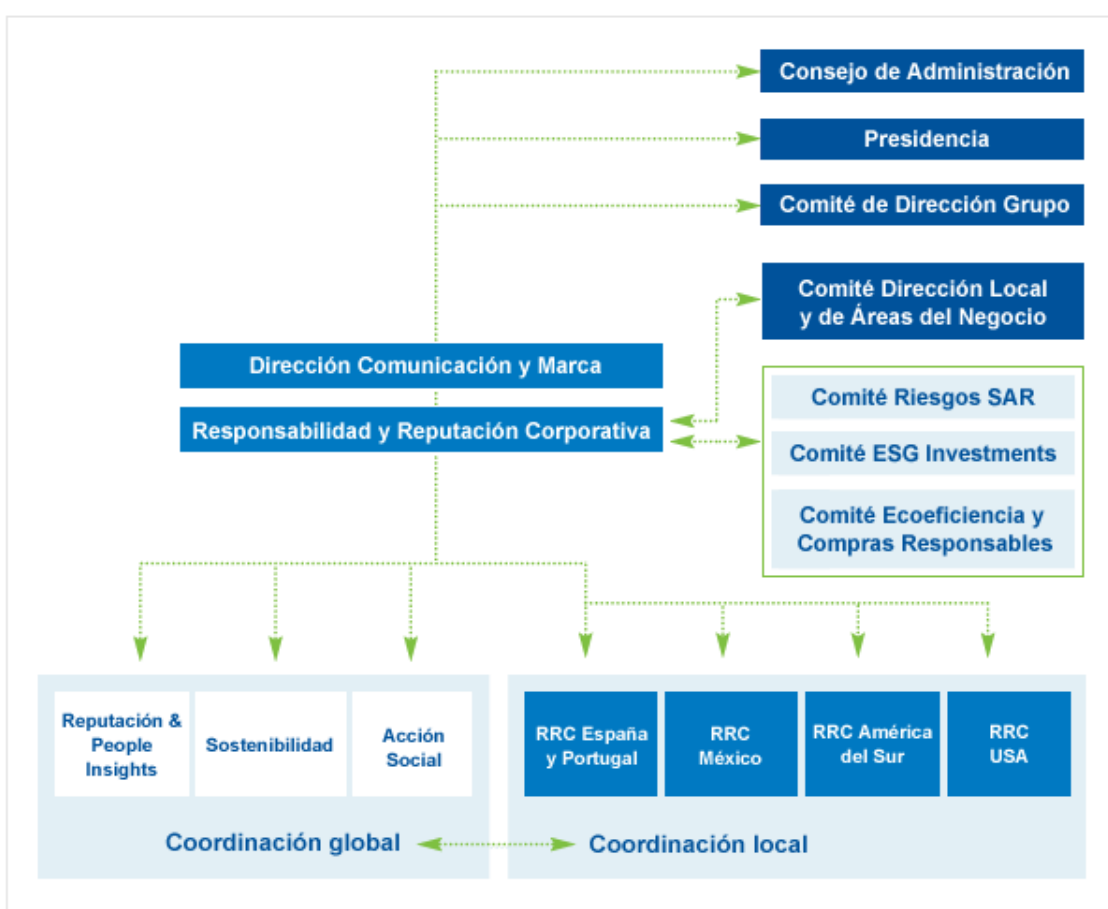 Consejo de Administración
Presidencia
Comité de Dirección Grupo
Comité Dirección Local
y de Áreas del Negocio
Dirección Comunicación y Marca
Responsabilidad y Reputación Corporativa
Comité Riesgos SAR
Comité ESG Investments
Comité Ecoeficiencia y
Compras Responsables
Reputación &
People
Insights
Sostenibilidad
Acción
Social
RRC España
y Portugal
RRC
México
RRC América
del Sur
RRC
USA
Coordinación global
Coordinación local